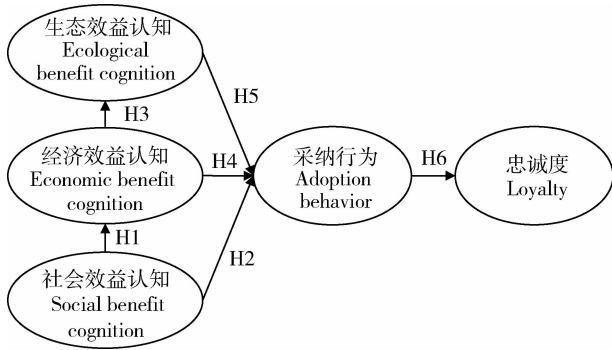 生态效益认知
Ecological
benefit cognition
H3
H5
经济效益认知
Economic benefit
cognition
H4
采纳行为
Adoption
behavior
H6
忠诚度
Loyalty
H1
H2
社会效益认知
Social benefit
cognition